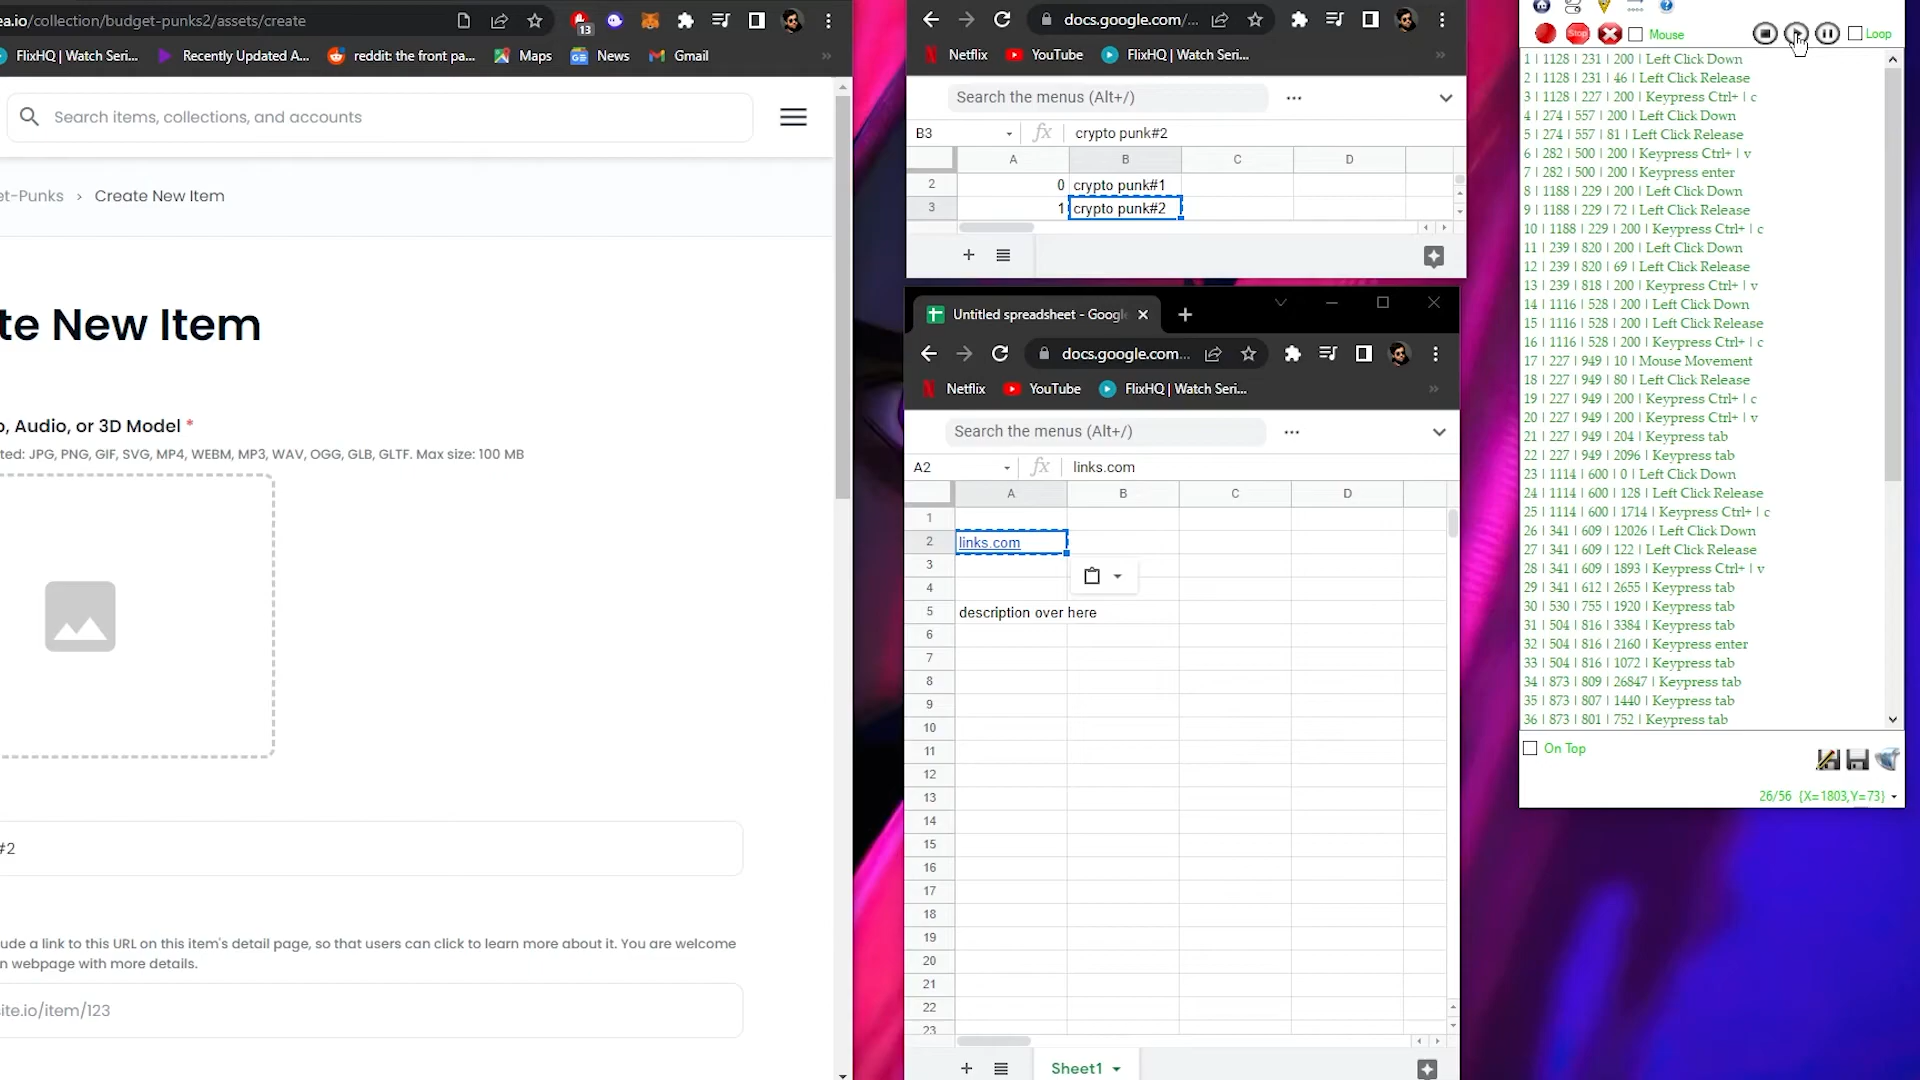 ea.io/collection/budget-punks2/assets/create
13
FlixHQ | Watch Seri...
Recently Updated A...
reddit: the front pa...
Maps
News
Gmail
»
Search items, collections, and accounts
et-Punks > Create New Item
te New Item
o, Audio, or 3D Model *
ted: JPG, PNG, GIF, SVG, MP4, WEBM, MP3, WAV, OGG, GLB, GLTF. Max size: 100 MB
#2
ude a link to this URL on this item's detail page, so that users can click to learn more about it. You are welcome
n webpage with more details.
ite.io/item/123
docs.google.com/...
Netflix
YouTube
FlixHQ | Watch Seri...
»
Search the menus (Alt+/)
B3
fx
crypto punk#2
A B C D
2 0 crypto punk#1
3 1 crypto punk#2
Untitled spreadsheet - Googl
docs.google.com...
Netflix
YouTube
FlixHQ | Watch Seri...
»
Search the menus (Alt+/)
A2
fx
links.com
A B C D
1
2 links.com
3
4
5 description over here
6
7
8
9
10
11
12
13
14
15
16
17
18
19
20
21
22
23
Sheet1
Stop
Mouse
Loop
1 | 1128 | 231 | 200 | Left Click Down
2 | 1128 | 231 | 46 | Left Click Release
3 | 1128 | 227 | 200 | Keypress Ctrl+ | c
4 | 274 | 557 | 200 | Left Click Down
5 | 274 | 557 | 81 | Left Click Release
6 | 282 | 500 | 200 | Keypress Ctrl+ | v
7 | 282 | 500 | 200 | Keypress enter
8 | 1188 | 229 | 200 | Left Click Down
9 | 1188 | 229 | 72 | Left Click Release
10 | 1188 | 229 | 200 | Keypress Ctrl+ | c
11 | 239 | 820 | 200 | Left Click Down
12 | 239 | 820 | 69 | Left Click Release
13 | 239 | 818 | 200 | Keypress Ctrl+ | v
14 | 1116 | 528 | 200 | Left Click Down
15 | 1116 | 528 | 200 | Left Click Release
16 | 1116 | 528 | 200 | Keypress Ctrl+ | c
17 | 227 | 949 | 10 | Mouse Movement
18 | 227 | 949 | 80 | Left Click Release
19 | 227 | 949 | 200 | Keypress Ctrl+ | c
20 | 227 | 949 | 200 | Keypress Ctrl+ | v
21 | 227 | 949 | 204 | Keypress tab
22 | 227 | 949 | 2096 | Keypress tab
23 | 1114 | 600 | 0 | Left Click Down
24 | 1114 | 600 | 128 | Left Click Release
25 | 1114 | 600 | 1714 | Keypress Ctrl+ | c
26 | 341 | 609 | 12026 | Left Click Down
27 | 341 | 609 | 122 | Left Click Release
28 | 341 | 609 | 1893 | Keypress Ctrl+ | v
29 | 341 | 612 | 2655 | Keypress tab
30 | 530 | 755 | 1920 | Keypress tab
31 | 504 | 816 | 3384 | Keypress tab
32 | 504 | 816 | 2160 | Keypress enter
33 | 504 | 816 | 1072 | Keypress tab
34 | 873 | 809 | 26847 | Keypress tab
35 | 873 | 807 | 1440 | Keypress tab
36 | 873 | 801 | 752 | Keypress tab
On Top
26/56 {X=1803,Y=73}